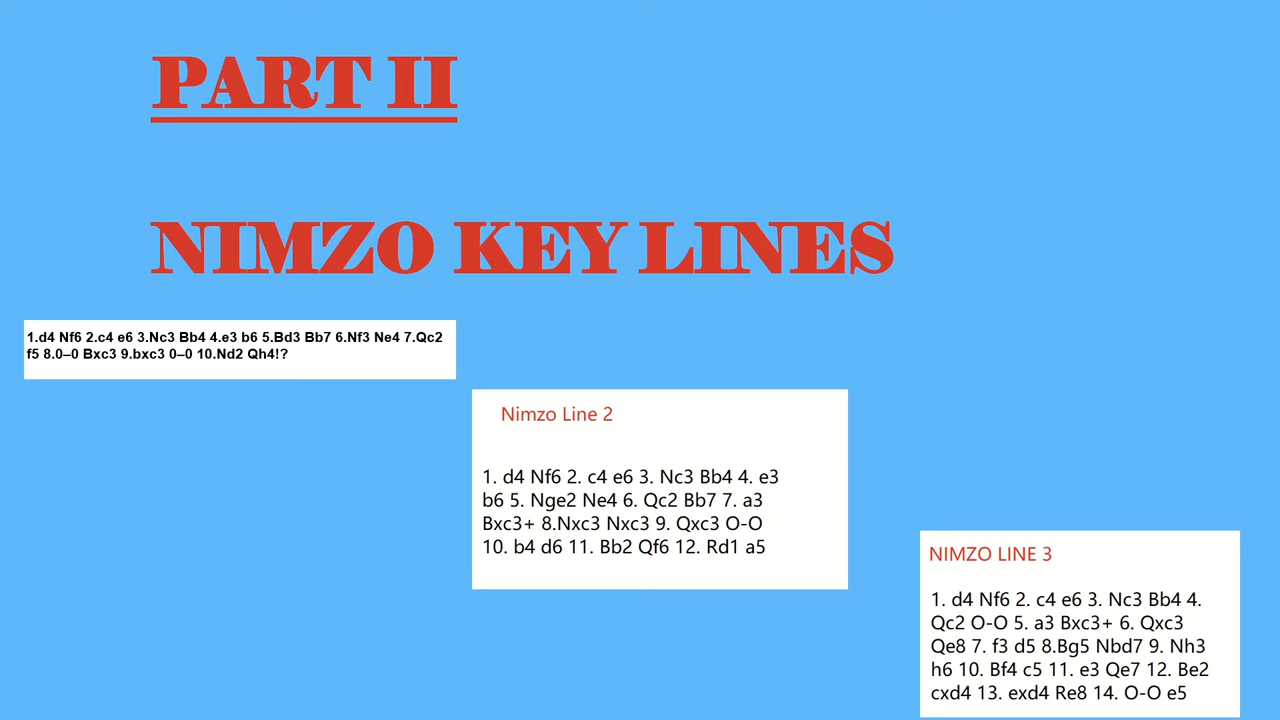 PART II
NIMZO KEY LINES
1.d4 Nf6 2.c4 e6 3.Nc3 Bb4 4.e3 b6 5.Bd3 Bb7 6.Nf3 Ne4 7.Qc2
f5 8.0–0 Bxc3 9.bxc3 0–0 10.Nd2 Qh4!?
Nimzo Line 2
1. d4 Nf6 2. c4 e6 3. Nc3 Bb4 4. e3
b6 5. Nge2 Ne4 6. Qc2 Bb7 7. a3
Bxc3+ 8.Nxc3 Nxc3 9. Qxc3 O-O
10. b4 d6 11. Bb2 Qf6 12. Rd1 a5
NIMZO LINE 3
1. d4 Nf6 2. c4 e6 3. Nc3 Bb4 4.
Qc2 O-O 5. a3 Bxc3+ 6. Qxc3
Qe8 7. f3 d5 8.Bg5 Nbd7 9. Nh3
h6 10. Bf4 c5 11. e3 Qe7 12. Be2
cxd4 13. exd4 Re8 14. O-O e5